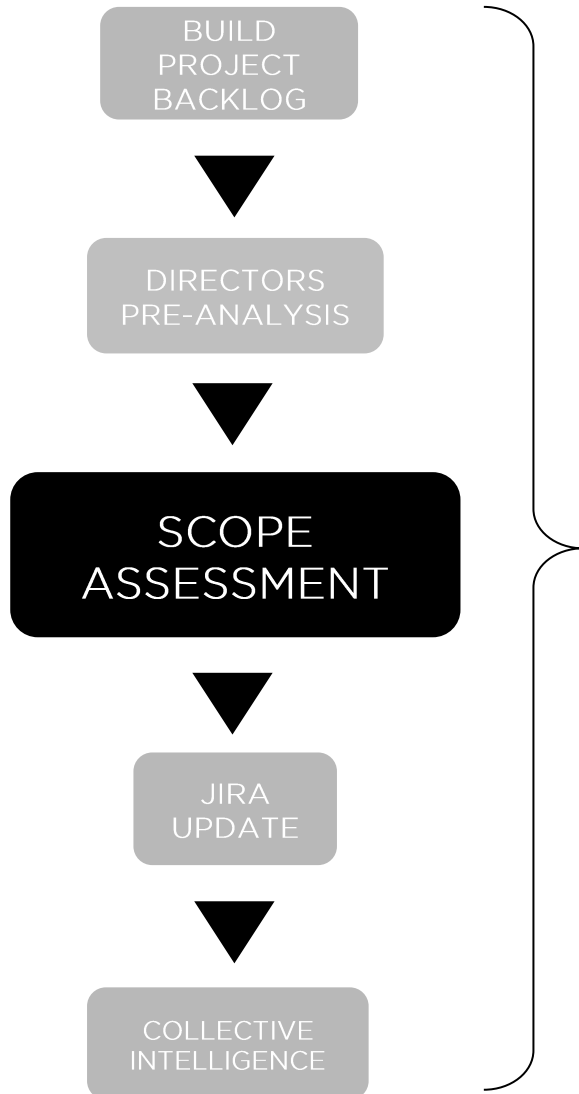 BUILD
PROJECT
BACKLOG
DIRECTORS
PRE-ANALYSIS
SCOPE
ASSESSMENT
JIRA
UPDATE
COLLECTIVE
INTELLIGENCE